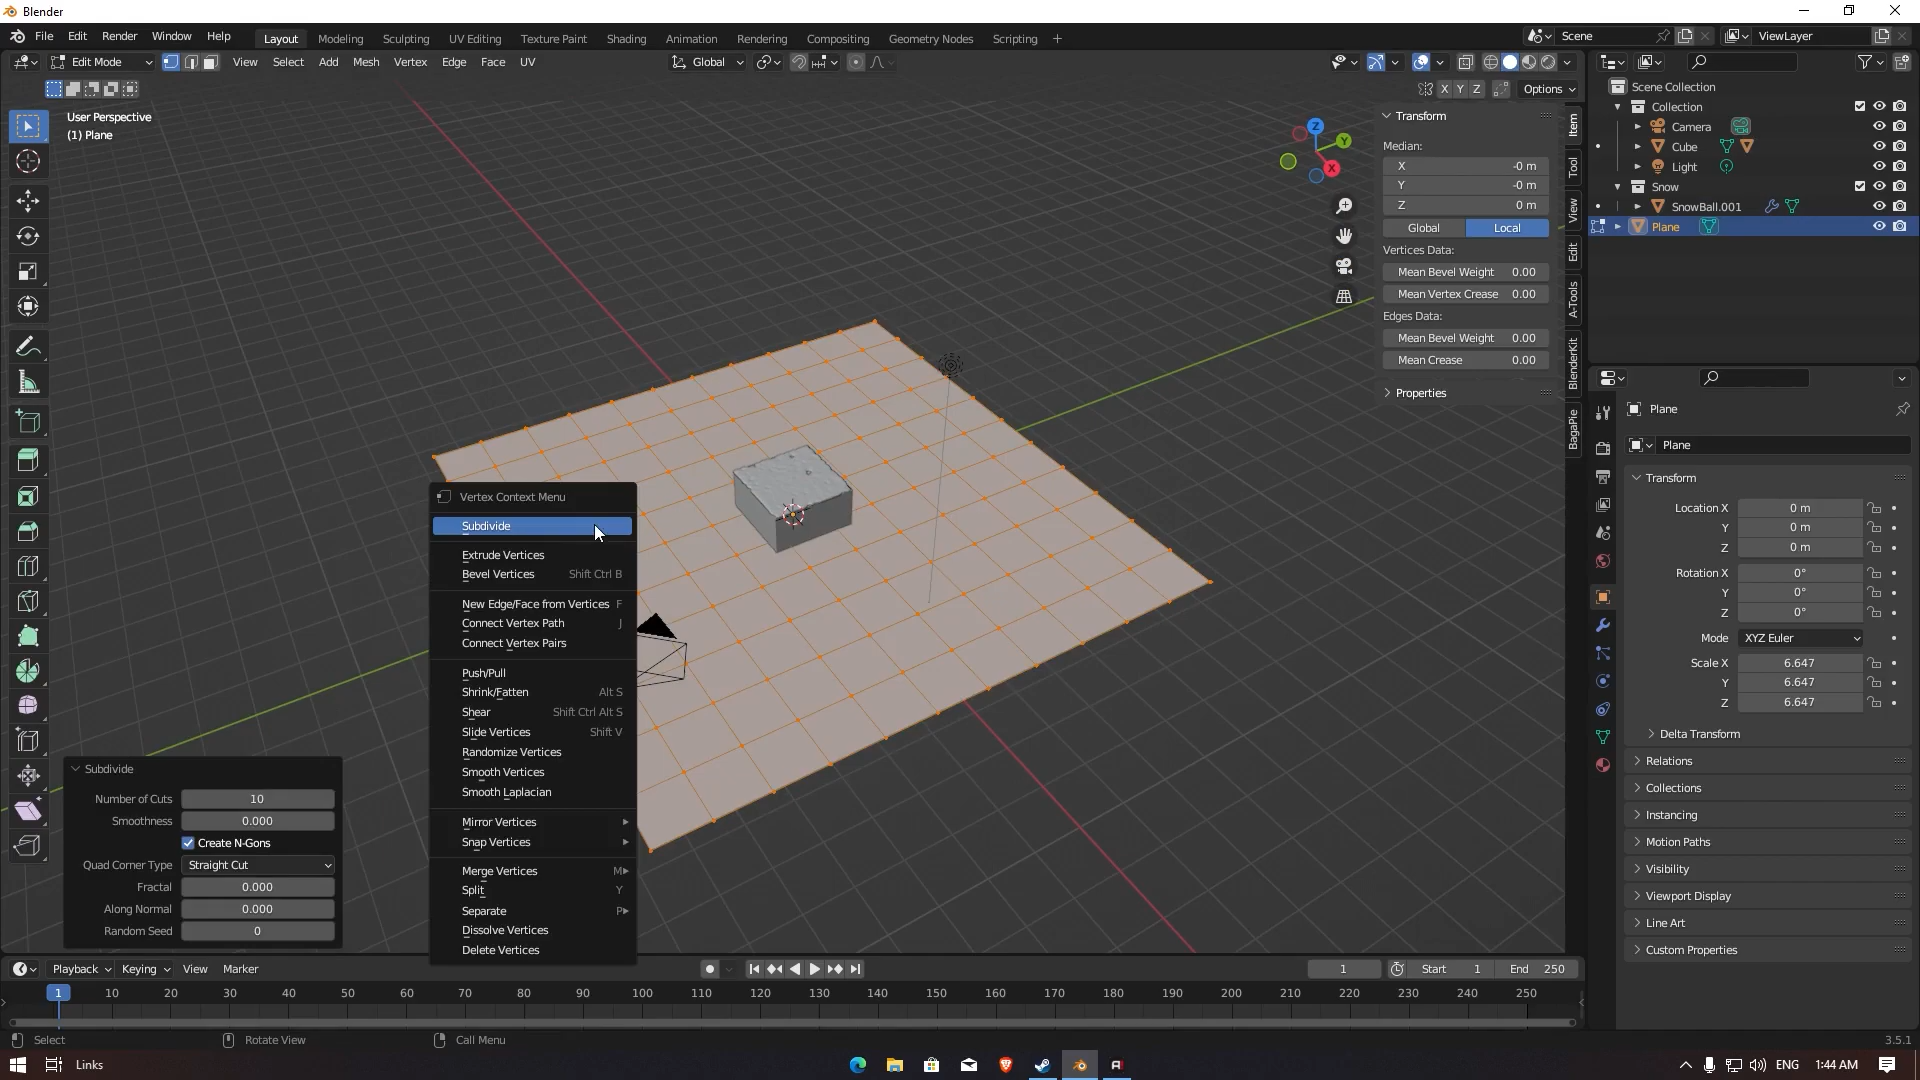 Blender
File Edit Render Window Help
Layout Modeling Sculpting UV Editing Texture Paint Shading Animation Rendering Compositing Geometry Nodes Scripting +
Scene
ViewLayer
Edit Mode
View Select Add Mesh Vertex Edge Face UV
Global
X Y Z
Options
User Perspective
(1) Plane
Z
Y
X
Transform
Median:
X -0 m
Y -0 m
Z 0 m
Global Local
Vertices Data:
Mean Bevel Weight 0.00
Mean Vertex Crease 0.00
Edges Data:
Mean Bevel Weight 0.00
Mean Crease 0.00
Properties
Item
Tool
View
Edit
A-Tools
BlenderKit
BagaPie
Scene Collection
Collection
Camera
Cube
Light
Snow
SnowBall.001
Plane
Plane
Plane
Transform
Location X 0 m
Y 0 m
Z 0 m
Rotation X 0°
Y 0°
Z 0°
Mode XYZ Euler
Scale X 6.647
Y 6.647
Z 6.647
Delta Transform
Relations
Collections
Instancing
Motion Paths
Visibility
Viewport Display
Line Art
Custom Properties
Vertex Context Menu
Subdivide
Extrude Vertices
Bevel Vertices Shift Ctrl B
New Edge/Face from Vertices F
Connect Vertex Path J
Connect Vertex Pairs
Push/Pull
Shrink/Fatten Alt S
Shear Shift Ctrl Alt S
Slide Vertices Shift V
Randomize Vertices
Smooth Vertices
Smooth Laplacian
Mirror Vertices
Snap Vertices
Merge Vertices M
Split Y
Separate P
Dissolve Vertices
Delete Vertices
Subdivide
Number of Cuts 10
Smoothness 0.000
Create N-Gons
Quad Corner Type Straight Cut
Fractal 0.000
Along Normal 0.000
Random Seed 0
Playback Keying View Marker
1
Start 1
End 250
1 10 20 30 40 50 60 70 80 90 100 110 120 130 140 150 160 170 180 190 200 210 220 230 240 250
Select
Rotate View
Call Menu
3.5.1
Links
ENG
1:44 AM